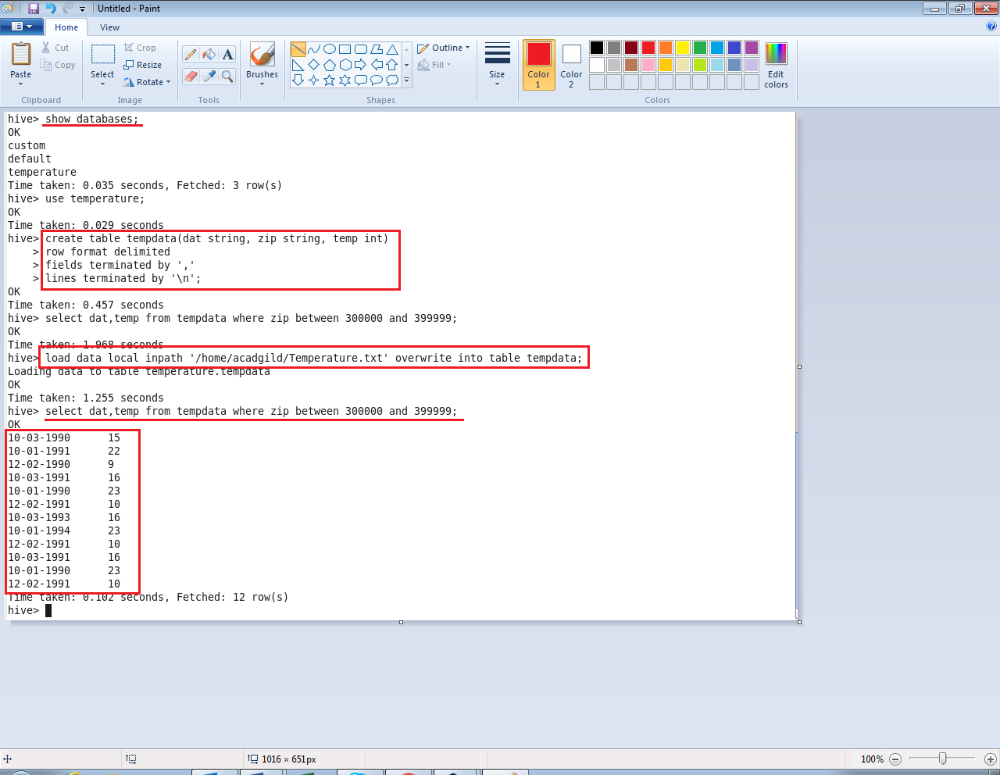 Untitled - Paint
Home
View
Paste
Cut
Copy
Clipboard
Select
Crop
Resize
Rotate
Image
A
Tools
Brushes
Shapes
Outline
Fill
Size
Color 1
Color 2
Edit colors
Colors
hive> show databases;
OK
custom
default
temperature
Time taken: 0.035 seconds, Fetched: 3 row(s)
hive> use temperature;
OK
Time taken: 0.029 seconds
hive> create table tempdata(dat string, zip string, temp int)
> row format delimited
> fields terminated by ','
> lines terminated by '\n';
OK
Time taken: 0.457 seconds
hive> select dat,temp from tempdata where zip between 300000 and 399999;
OK
Time taken: 1.968 seconds
hive> load data local inpath '/home/acadgild/Temperature.txt' overwrite into table tempdata;
Loading data to table temperature.tempdata
OK
Time taken: 1.255 seconds
hive> select dat,temp from tempdata where zip between 300000 and 399999;
OK
10-03-1990 15
10-01-1991 22
12-02-1990 9
10-03-1991 16
10-01-1990 23
12-02-1991 10
10-03-1993 16
10-01-1994 23
12-02-1991 10
10-03-1991 16
10-01-1990 23
12-02-1991 10
Time taken: 0.102 seconds, Fetched: 12 row(s)
hive>
1016 × 651px
100%